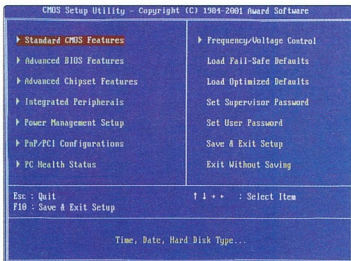 CMOS Setup Utility - Copyright (C) 1984-2001 Award Software
▶ Standard CMOS Features
▶ Advanced BIOS Features
▶ Advanced Chipset Features
▶ Integrated Peripherals
▶ Power Management Setup
▶ PnP/PCI Configurations
▶ PC Health Status
▶ Frequency/Voltage Control
Load Fail-Safe Defaults
Load Optimized Defaults
Set Supervisor Password
Set User Password
Save & Exit Setup
Exit Without Saving
Esc : Quit
F10 : Save & Exit Setup
↑ ↓ → ← : Select Item
Time, Date, Hard Disk Type...